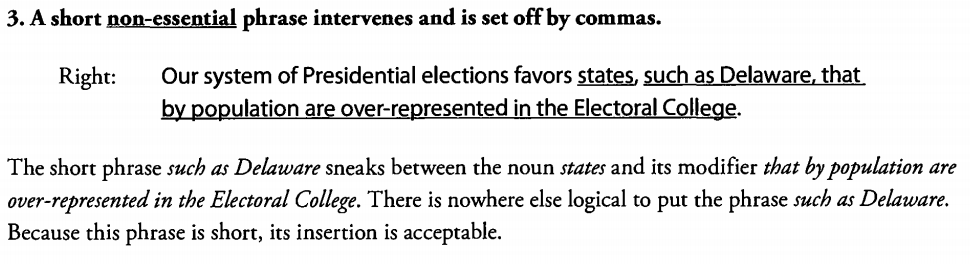 3. A short non-essential phrase intervenes and is set off by commas.
Right: Our system of Presidential elections favors states, such as Delaware, that
by population are over-represented in the Electoral College.
The short phrase such as Delaware sneaks between the noun states and its modifier that by population are
over-represented in the Electoral College. There is nowhere else logical to put the phrase such as Delaware.
Because this phrase is short, its insertion is acceptable.